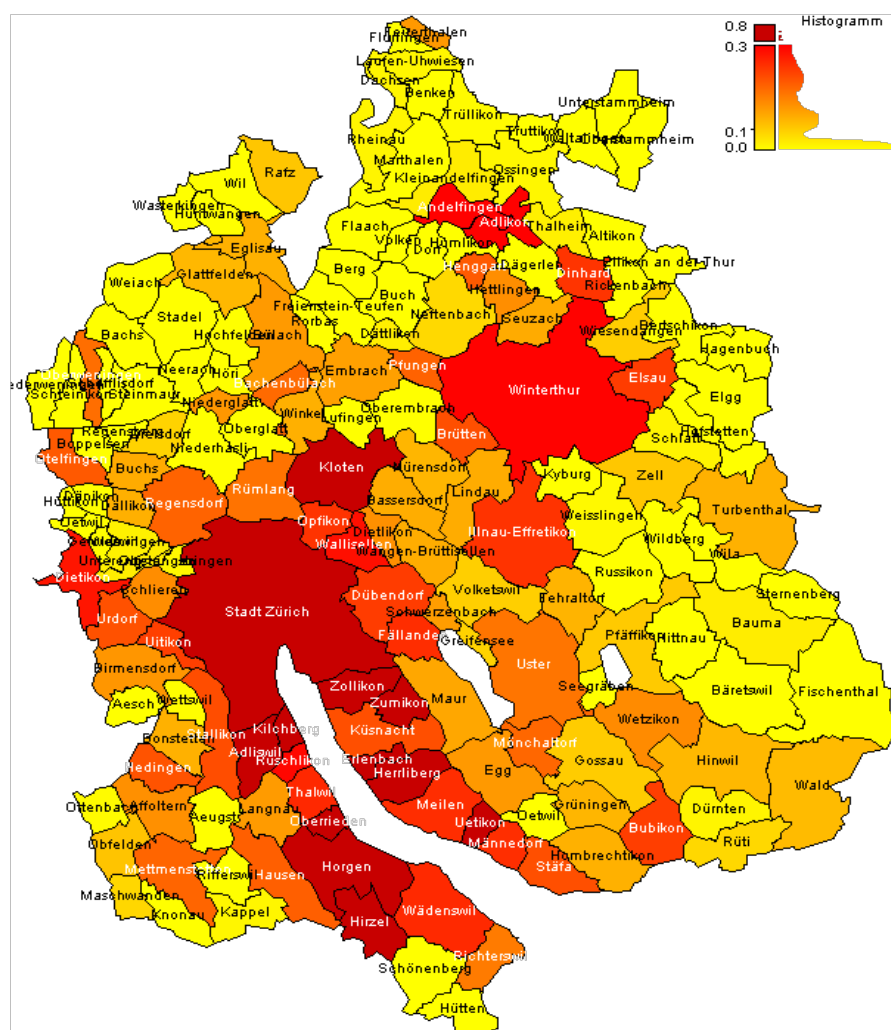 0.8
Histogramm
0.3
0.1
0.0
Feuerthalen
Flurlingen
Laufen-Uhwiesen
Dachsen
Benken
Unterstammheim
Trüllikon
Truttikon
Waltalingen
Oberstammheim
Rheinau
Marthalen
Ossingen
Rafz
Wil
Kleinandelfingen
Wasterkingen
Hüntwangen
Andelfingen
Adlikon
Flaach
Thalheim
Altikon
Volken
Humlikon
Eglisau
Dorf
Ellikon an der Thur
Henggart
Dägerlen
Dinhard
Berg
Glattfelden
Weiach
Rickenbach
Hettlingen
Buch
Freienstein-Teufen
Neftenbach
Stadel
Seuzach
Bertschikon
Rorbas
Wiesendangen
Bachs
Hochfelden
Bülach
Dättlikon
Hagenbuch
Pfungen
Neerach
Höri
Embrach
Elsau
Bachenbülach
Winterthur
Schöfflisdorf
Schleinikon
Steinmaur
Elgg
Niederglatt
Oberembrach
Winkel
Lufingen
Brütten
Regensberg
Oberglatt
Hofstetten
Boppelsen
Schlatt
Niederhasli
Otelfingen
Buchs
Kloten
Nürensdorf
Kyburg
Zell
Rümlang
Lindau
Dänikon
Hüttikon
Dällikon
Regensdorf
Bassersdorf
Turbenthal
Oetwil
Opfikon
Weisslingen
Illnau-Effretikon
Dietlikon
Wildberg
Wallisellen
Wangen-Brüttisellen
Wila
Russikon
Dietikon
Schlieren
Dübendorf
Volketswil
Fehraltorf
Sternenberg
Stadt Zürich
Schwerzenbach
Urdorf
Bauma
Uitikon
Fällanden
Greifensee
Pfäffikon
Hittnau
Birmensdorf
Uster
Zollikon
Seegräben
Bäretswil
Fischenthal
Aesch
Wettswil
Zumikon
Maur
Wetzikon
Stallikon
Kilchberg
Küsnacht
Bonstetten
Mönchaltorf
Adliswil
Rüschlikon
Erlenbach
Gossau
Hinwil
Hedingen
Herrliberg
Egg
Wald
Thalwil
Ottenbach
Affoltern
Aeugst
Langnau
Meilen
Grüningen
Dürnten
Oberrieden
Uetikon
Oetwil
Bubikon
Obfelden
Männedorf
Rüti
Hombrechtikon
Mettmenstetten
Rifferswil
Hausen
Horgen
Stäfa
Maschwanden
Knonau
Kappel
Wädenswil
Hirzel
Richterswil
Schönenberg
Hütten